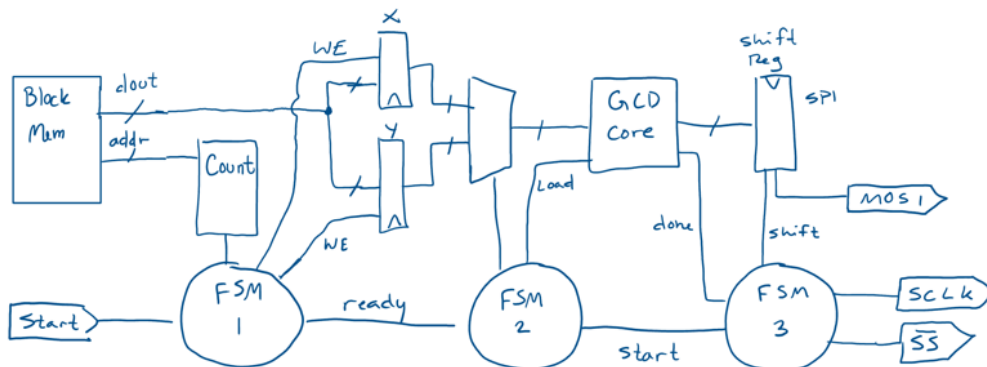 X
shift
Reg
WE
Block
Mem
dout
GCD
Core
SPI
addr
Y
Count
Load
MOSI
WE
done
shift
FSM
1
ready
FSM
2
FSM
3
SCLK
Start
start
SS